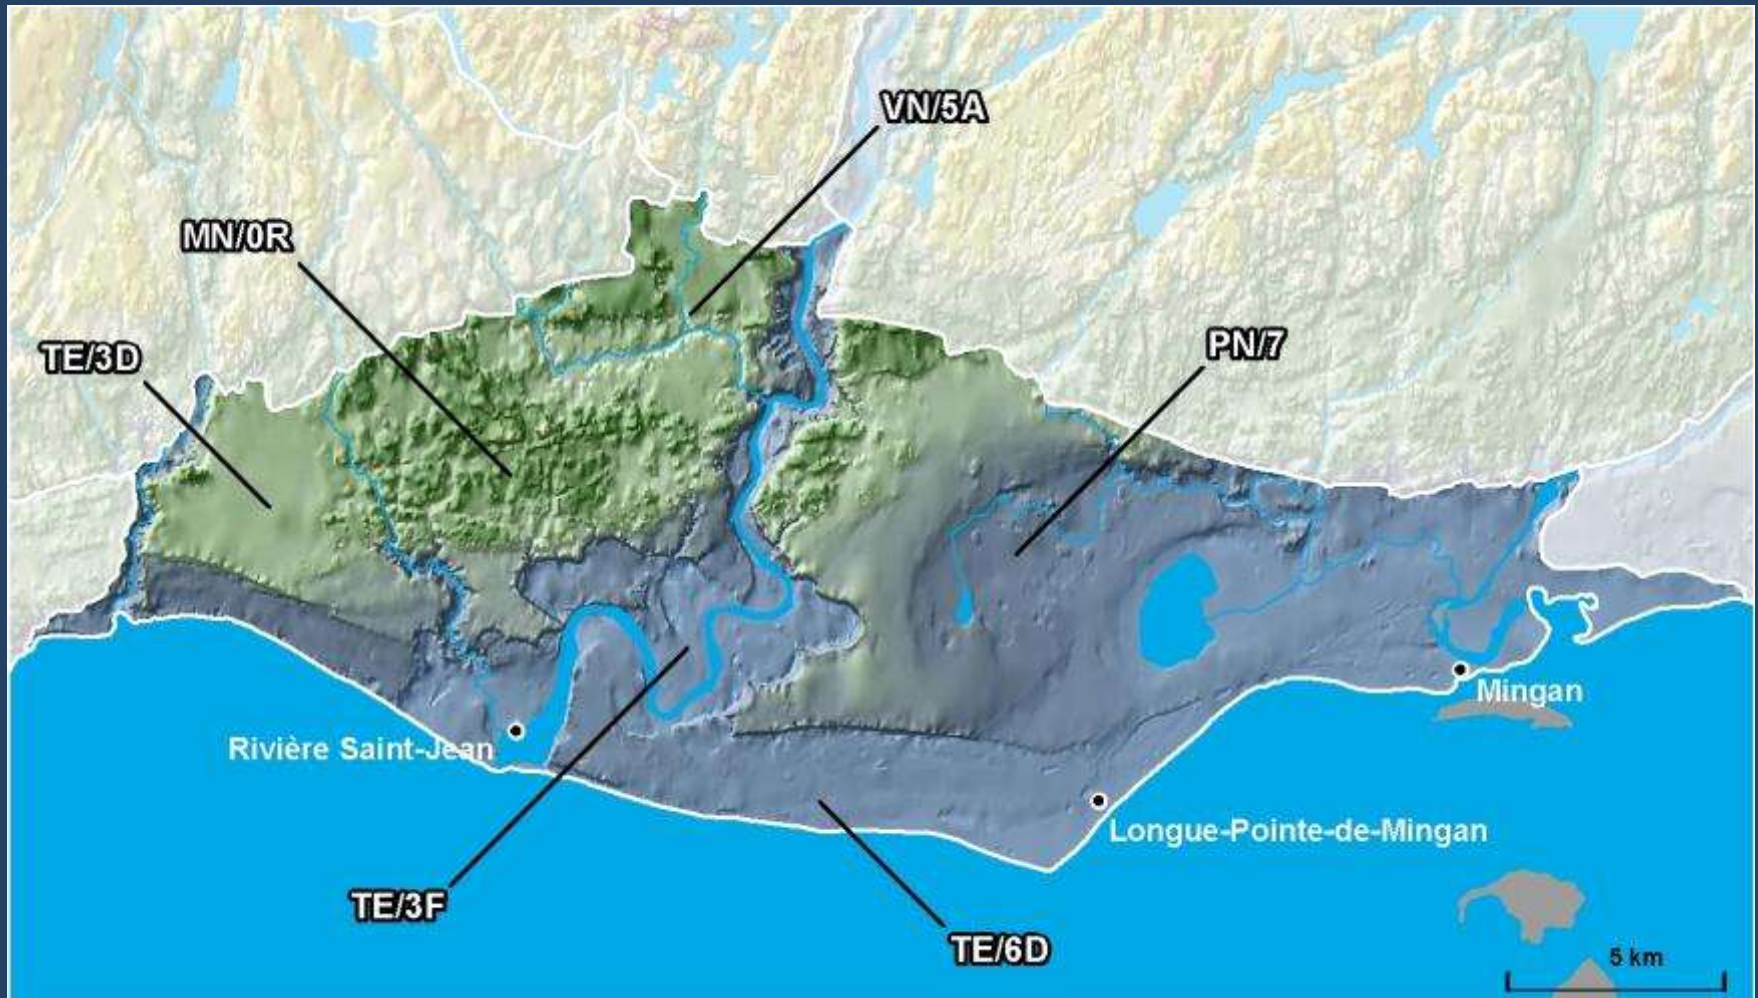 VN/5A
MN/0R
TE/3D
PN/7
Mingan
Rivière Saint-Jean
Longue-Pointe-de-Mingan
TE/3F
TE/6D
5 km